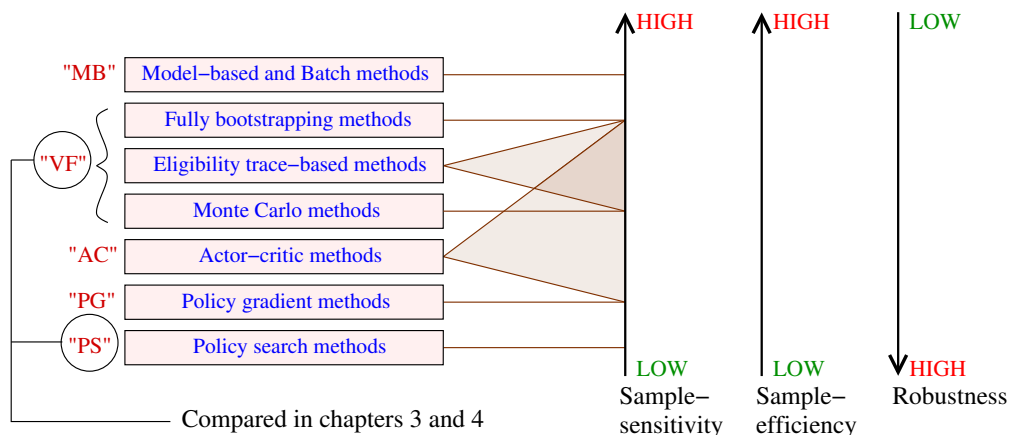 HIGH
HIGH
LOW
"MB"
Model−based and Batch methods
Fully bootstrapping methods
"VF"
Eligibility trace−based methods
Monte Carlo methods
"AC"
Actor−critic methods
"PG"
Policy gradient methods
"PS"
Policy search methods
LOW
LOW
HIGH
Sample−
sensitivity
Sample−
efficiency
Robustness
Compared in chapters 3 and 4